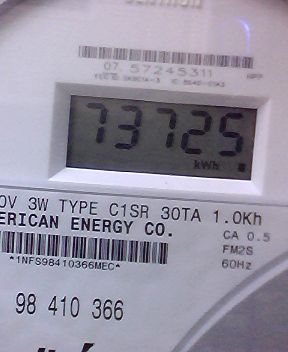 07 57245311
73725
kWh
0V 3W TYPE C1SR 30TA 1.0Kh
ERICAN ENERGY CO.
CA 0.5
FM2S
60Hz
*1NFS98410366MEC*
98 410 366